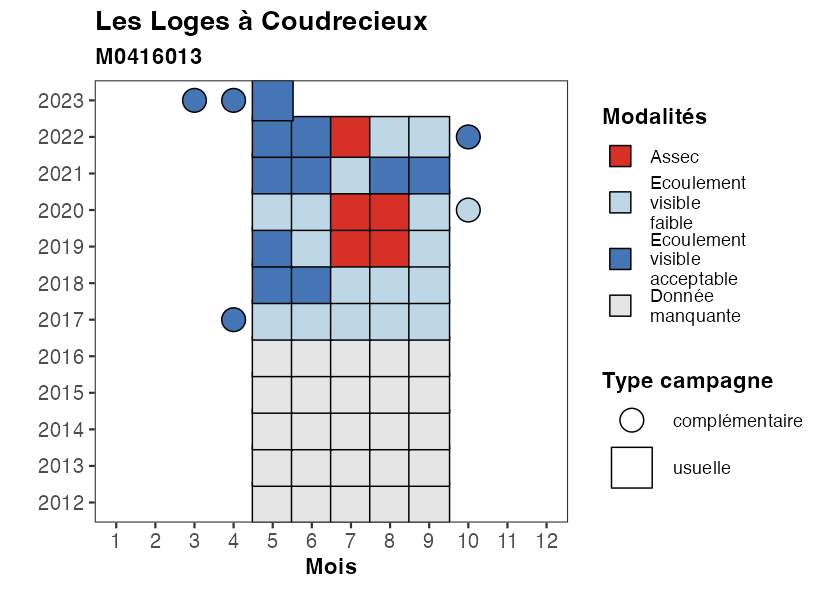 Les Loges à Coudrecieux
M0416013
2023
2022
2021
2020
2019
2018
2017
2016
2015
2014
2013
2012
1 2 3 4 5 6 7 8 9 10 11 12
Mois
Modalités
Assec
Ecoulement
visible
faible
Ecoulement
visible
acceptable
Donnée
manquante
Type campagne
complémentaire
usuelle